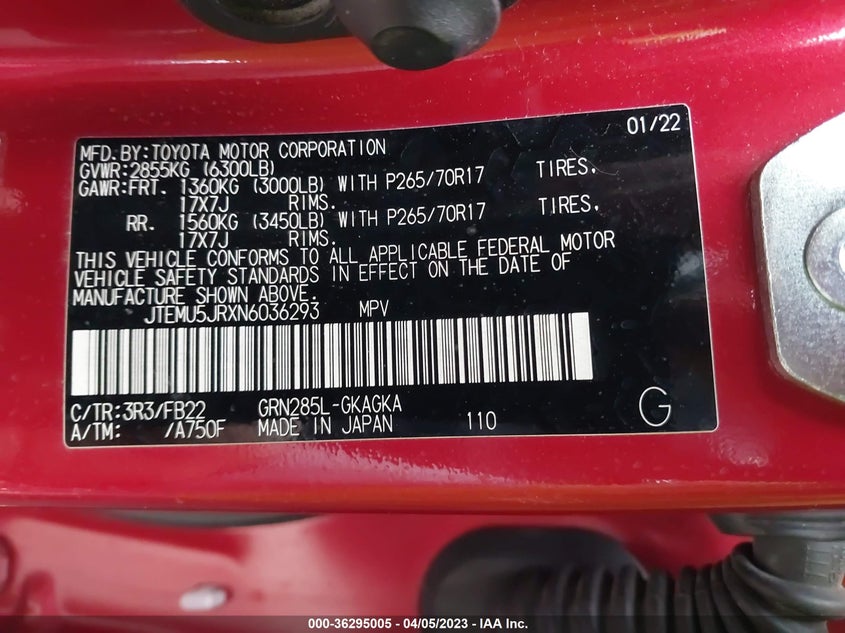 01/22
MFD.BY:TOYOTA MOTOR CORPORATION
GVWR:2855KG (6300LB)
GAWR:FRT. 1360KG (3000LB) WITH P265/70R17 TIRES,
17X7J RIMS.
RR. 1560KG (3450LB) WITH P265/70R17 TIRES,
17X7J RIMS.
THIS VEHICLE CONFORMS TO ALL APPLICABLE FEDERAL MOTOR
VEHICLE SAFETY STANDARDS IN EFFECT ON THE DATE OF
MANUFACTURE SHOWN ABOVE.
JTEMU5JRXN6036293 MPV
C/TR:3R3/FB22 GRN285L-GKAGKA
A/TM: /A750F MADE IN JAPAN 110 G
000-36295005 - 04/05/2023 - IAA Inc.